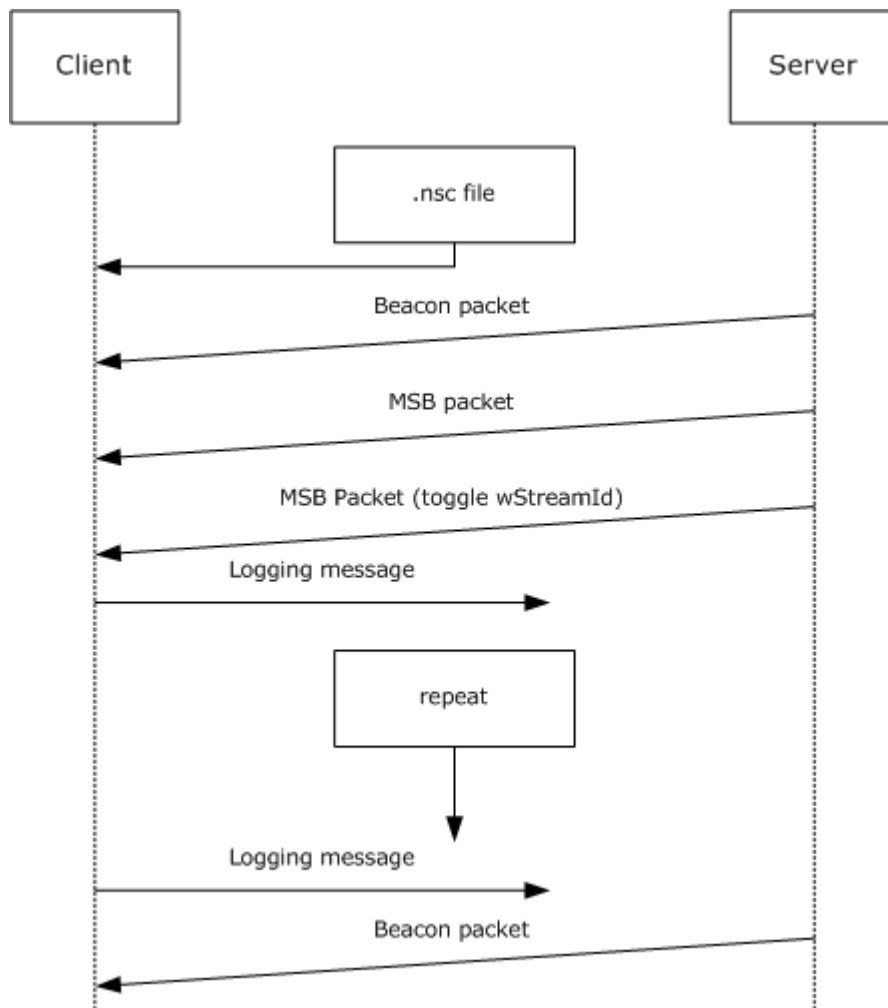 Client
Server
.nsc file
Beacon packet
MSB packet
MSB Packet (toggle wStreamId)
Logging message
repeat
Logging message
Beacon packet